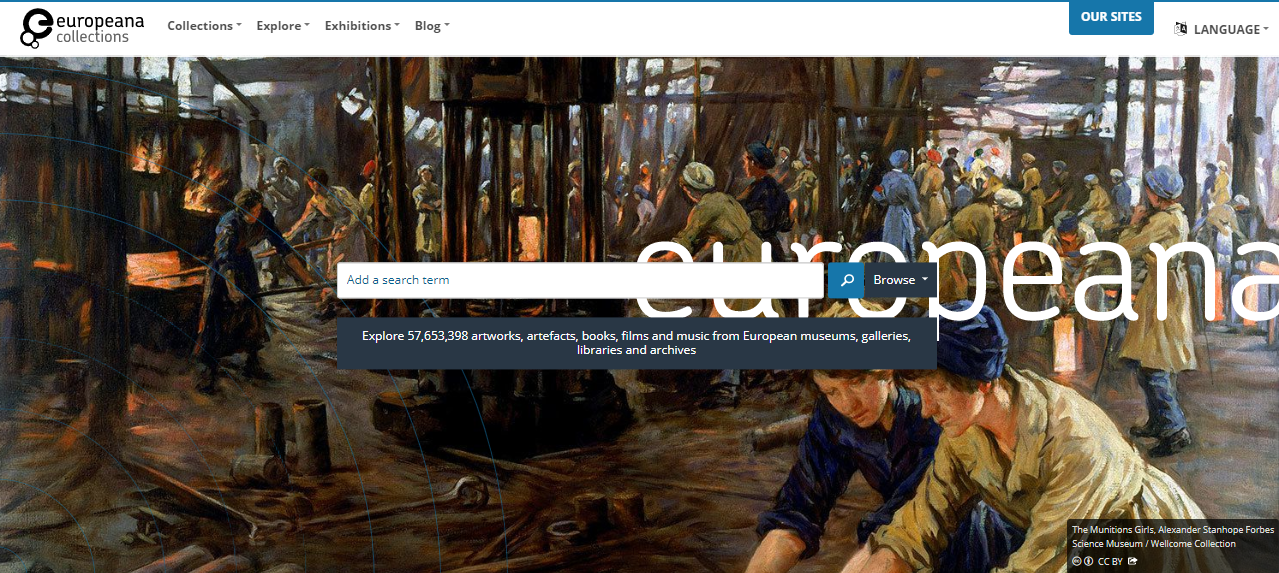 europeana
collections
Collections
Explore
Exhibitions
Blog
OUR SITES
LANGUAGE
europeana
Add a search term
Browse
Explore 57,653,398 artworks, artefacts, books, films and music from European museums, galleries,
libraries and archives
The Munitions Girls, Alexander Stanhope Forbes
Science Museum / Wellcome Collection
CC BY